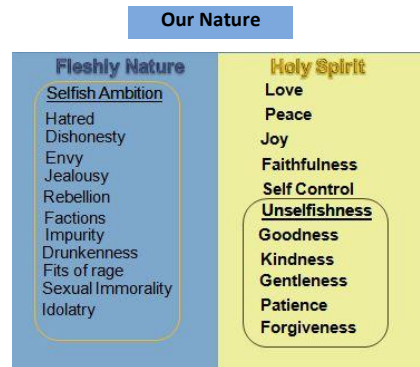 Our Nature
Fleshly Nature
Selfish Ambition
Hatred
Dishonesty
Envy
Jealousy
Rebellion
Factions
Impurity
Drunkenness
Fits of rage
Sexual Immorality
Idolatry
Holy Spirit
Love
Peace
Joy
Faithfulness
Self Control
Unselfishness
Goodness
Kindness
Gentleness
Patience
Forgiveness